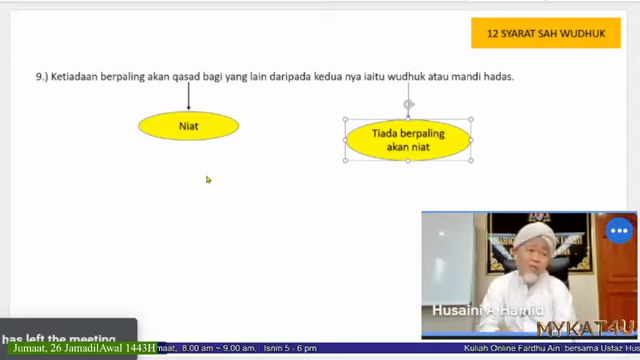 12 SYARAT SAH WUDHUK
9.) Ketiadaan berpaling akan qasad bagi yang lain daripada kedua nya iaitu wudhuk atau mandi hadas.
Niat
Tiada berpaling
akan niat
Husaini A Hamid
MYKAT4U
has left the meeting
Jumaat, 26 JamadilAwal 1443H
maat, 8.00 am ~ 9.00 am, Isnin 5 - 6 pm
Kuliah Online Fardhu Ain bersama Ustaz Hus